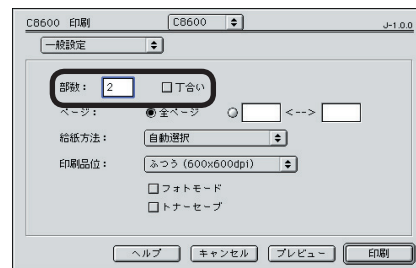 C8600 印刷 C8600 J-1.0.0
一般設定
部数： 2 丁合い
ページ： 全ページ <-->
給紙方法： 自動選択
印刷品位： ふつう (600x600dpi)
フォトモード
トナーセーブ
ヘルプ キャンセル プレビュー 印刷